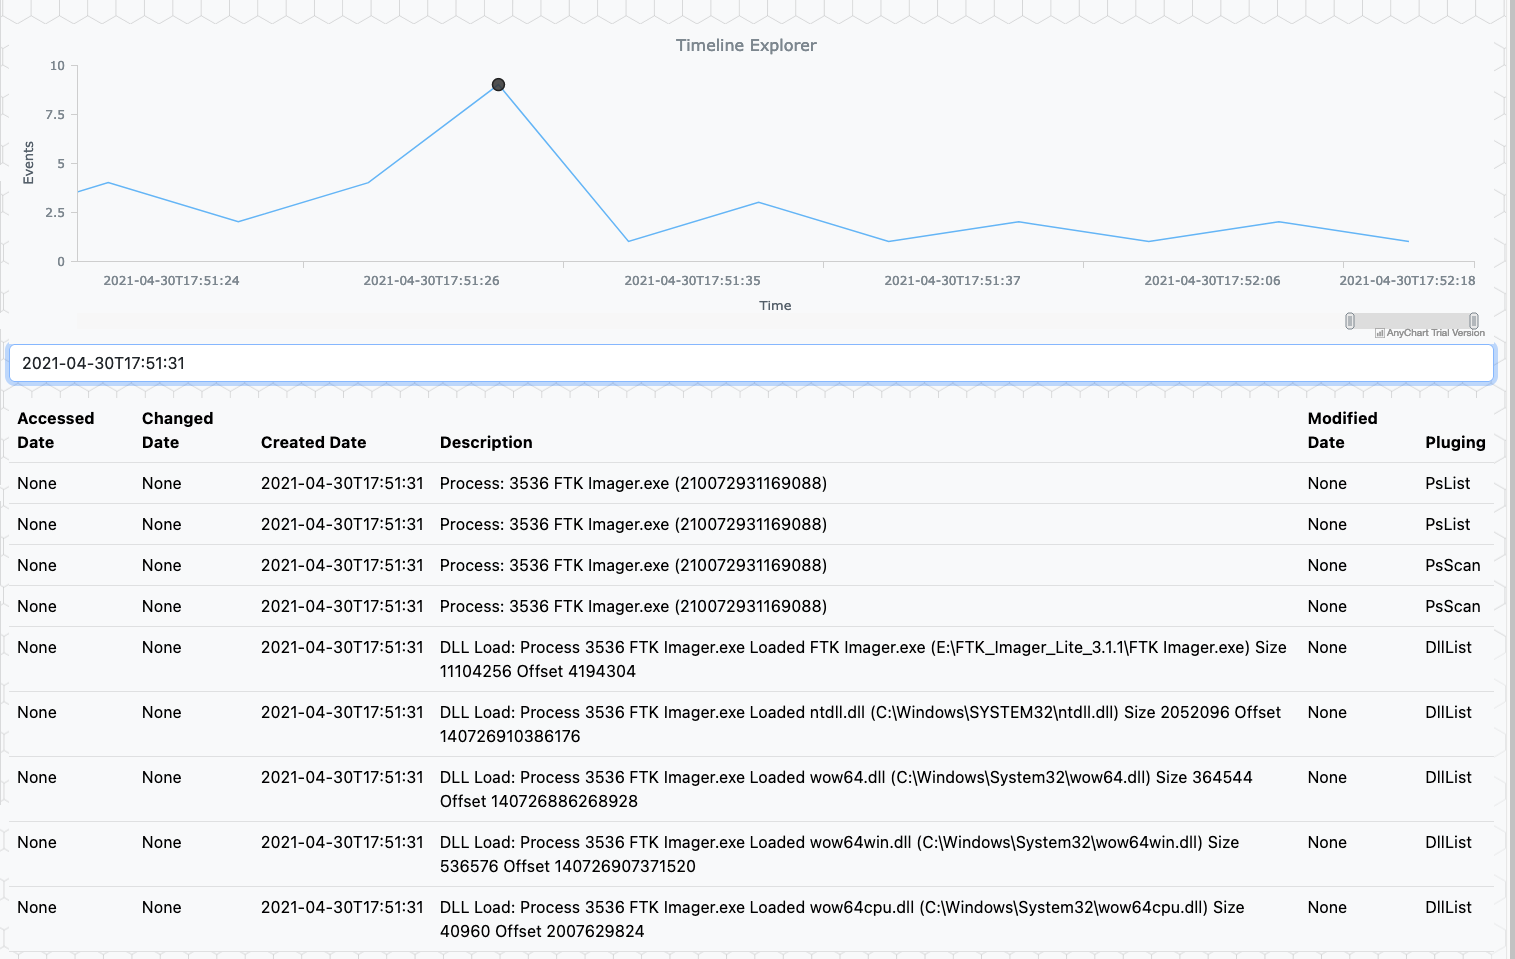 Timeline Explorer
10
7.5
5
2.5
0
Events
2021-04-30T17:51:24 2021-04-30T17:51:26 2021-04-30T17:51:35 2021-04-30T17:51:37 2021-04-30T17:52:06 2021-04-30T17:52:18
Time
AnyChart Trial Version
2021-04-30T17:51:31
Accessed Date Changed Date Created Date Description Modified Date Pluging
None None 2021-04-30T17:51:31 Process: 3536 FTK Imager.exe (210072931169088) None PsList
None None 2021-04-30T17:51:31 Process: 3536 FTK Imager.exe (210072931169088) None PsList
None None 2021-04-30T17:51:31 Process: 3536 FTK Imager.exe (210072931169088) None PsScan
None None 2021-04-30T17:51:31 Process: 3536 FTK Imager.exe (210072931169088) None PsScan
None None 2021-04-30T17:51:31 DLL Load: Process 3536 FTK Imager.exe Loaded FTK Imager.exe (E:\FTK_Imager_Lite_3.1.1\FTK Imager.exe) Size None DllList
11104256 Offset 4194304
None None 2021-04-30T17:51:31 DLL Load: Process 3536 FTK Imager.exe Loaded ntdll.dll (C:\Windows\SYSTEM32\ntdll.dll) Size 2052096 Offset None DllList
140726910386176
None None 2021-04-30T17:51:31 DLL Load: Process 3536 FTK Imager.exe Loaded wow64.dll (C:\Windows\System32\wow64.dll) Size 364544 None DllList
Offset 140726886268928
None None 2021-04-30T17:51:31 DLL Load: Process 3536 FTK Imager.exe Loaded wow64win.dll (C:\Windows\System32\wow64win.dll) Size None DllList
536576 Offset 140726907371520
None None 2021-04-30T17:51:31 DLL Load: Process 3536 FTK Imager.exe Loaded wow64cpu.dll (C:\Windows\System32\wow64cpu.dll) Size None DllList
40960 Offset 2007629824